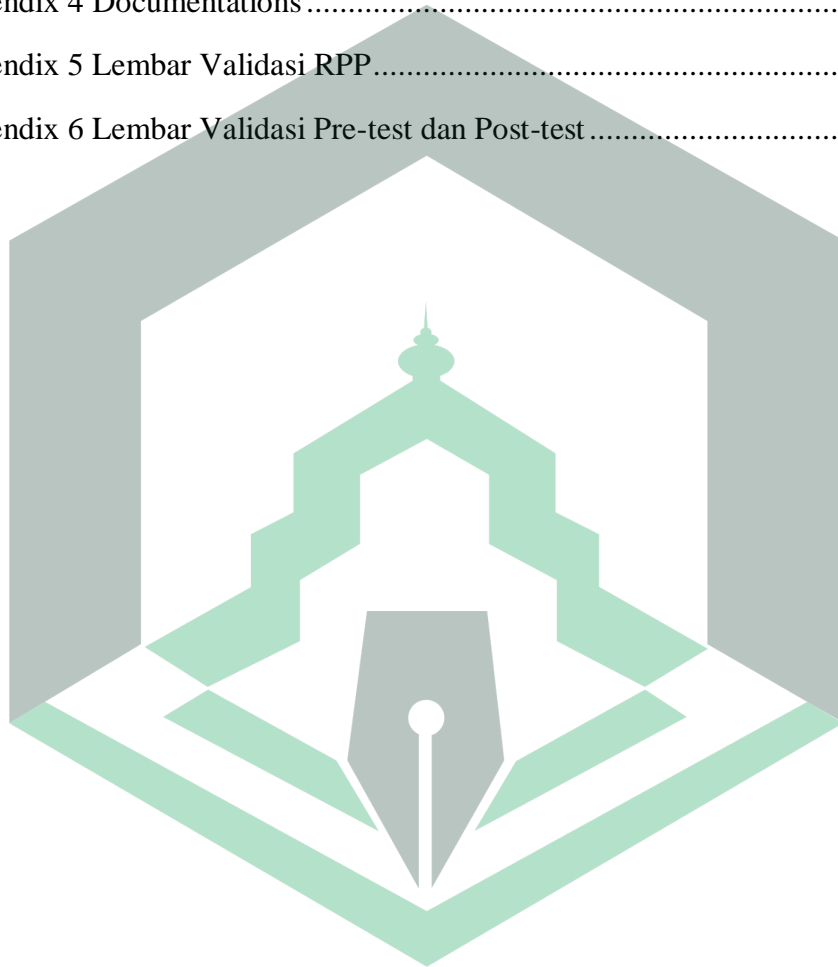 endix 4 Documentations
endix 5 Lembar Validasi RPP
endix 6 Lembar Validasi Pre-test dan Post-test